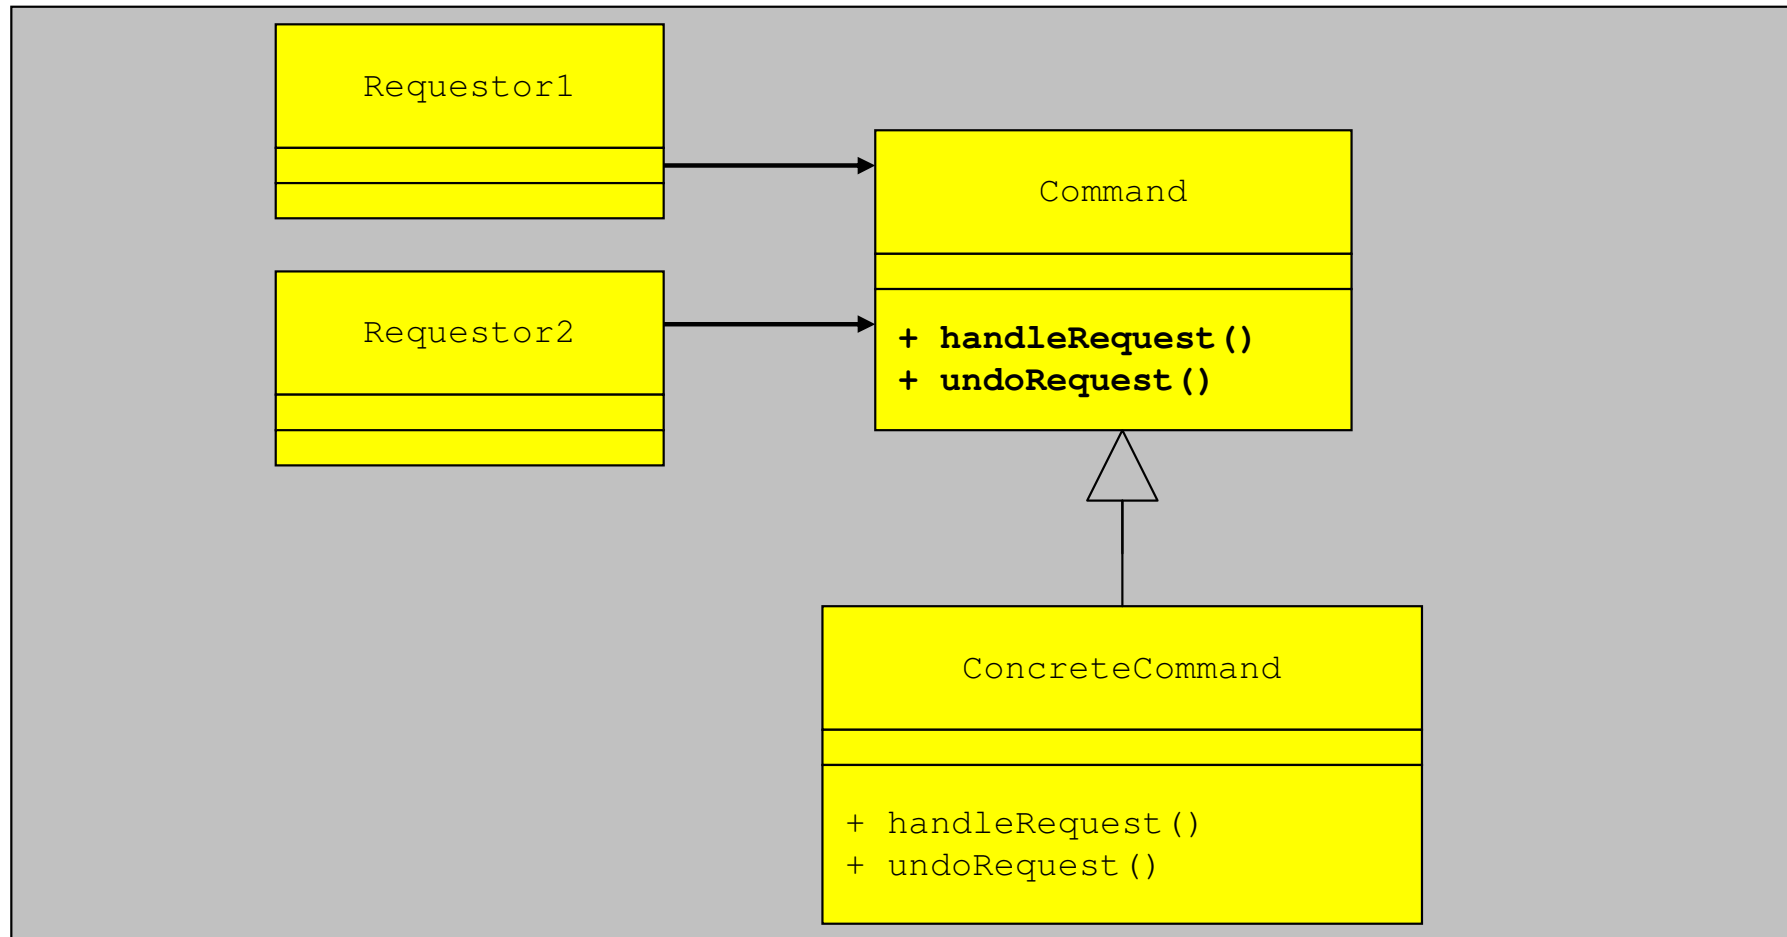 Requestor1
Command
Requestor2
+ handleRequest()
+ undoRequest()
ConcreteCommand
+ handleRequest()
+ undoRequest()